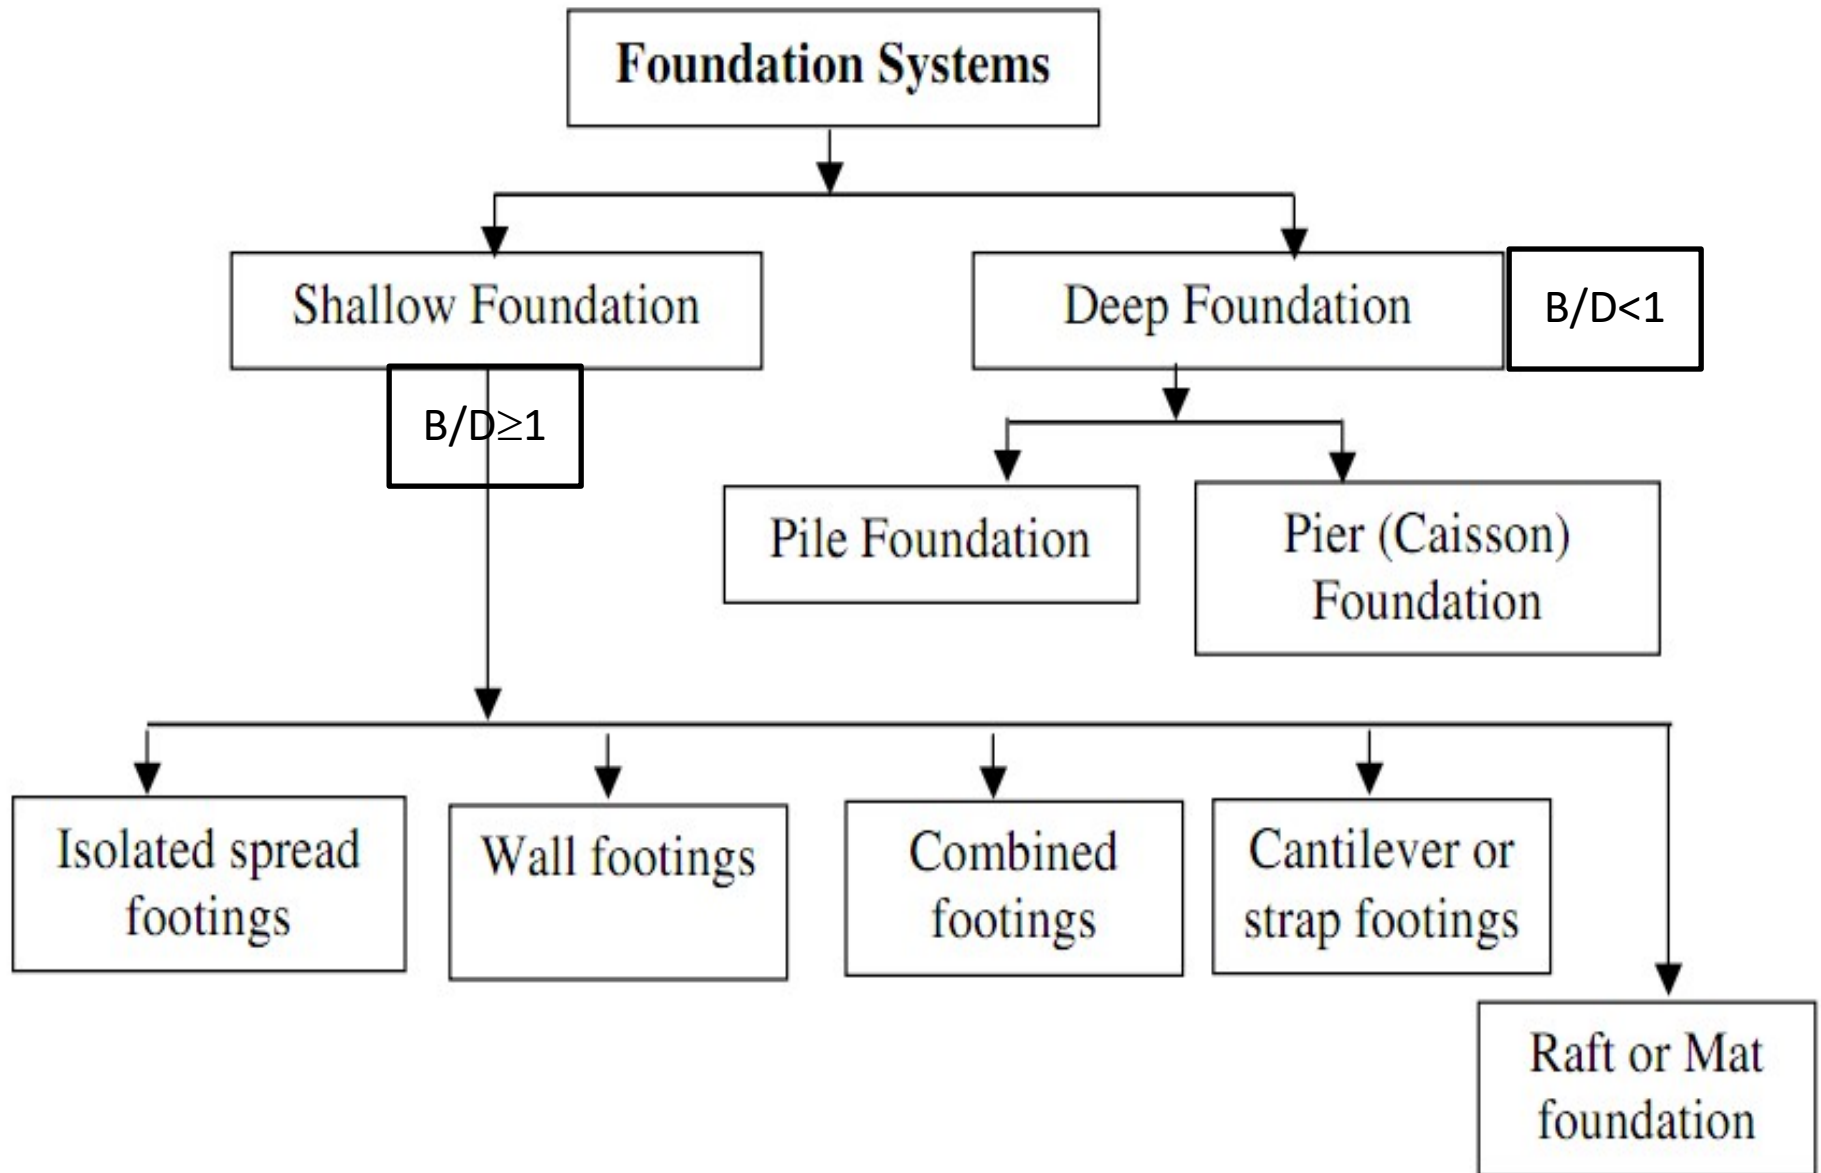 Foundation Systems
Shallow Foundation
Deep Foundation
B/D<1
B/D≥1
Pile Foundation
Pier (Caisson)
Foundation
Isolated spread
footings
Wall footings
Combined
footings
Cantilever or
strap footings
Raft or Mat
foundation